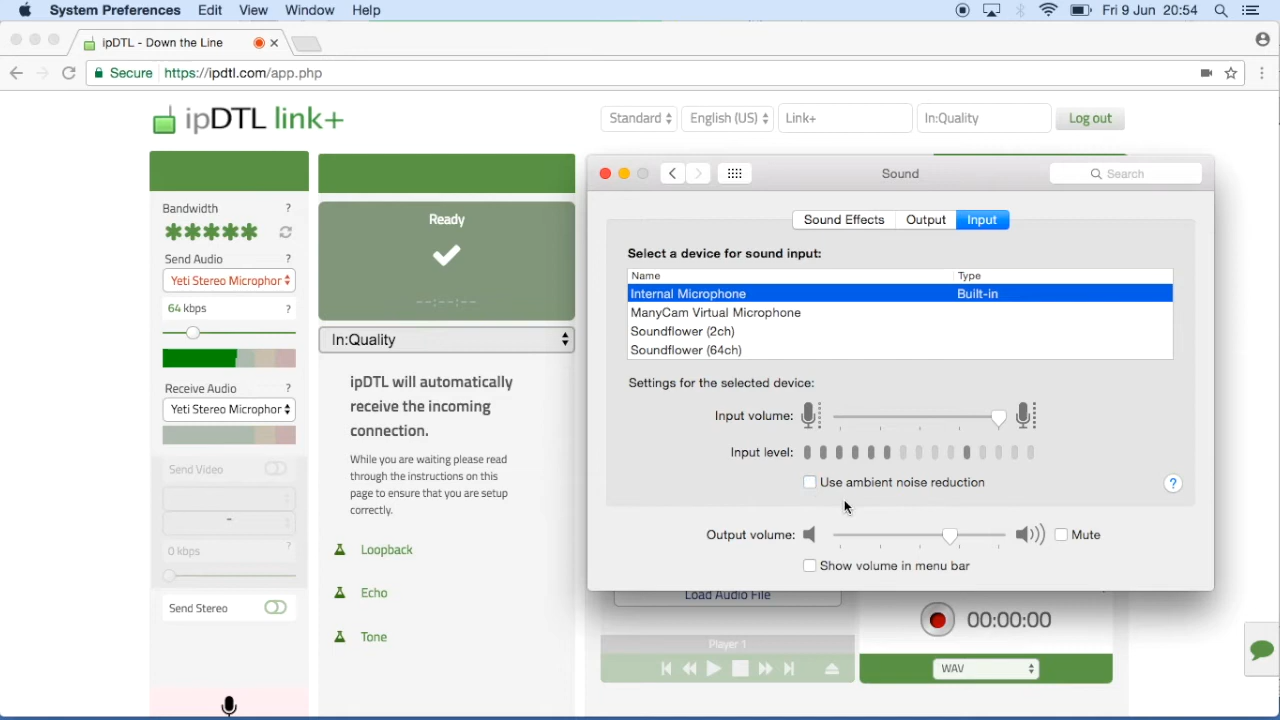 System Preferences Edit View Window Help Fri 9 Jun 20:54
ipDTL - Down the Line
Secure https://ipdtl.com/app.php
ipDTL link+ Standard English (US) Link+ In:Quality Log out
Bandwidth ?
Send Audio ?
Yeti Stereo Microphor
64 kbps ?
Receive Audio ?
Yeti Stereo Microphor
Send Video
-
0 kbps ?
Send Stereo
Ready
--:--:--
In:Quality
ipDTL will automatically
receive the incoming
connection.
While you are waiting please read
through the instructions on this
page to ensure that you are setup
correctly.
Loopback
Echo
Tone
Sound
Search
Sound Effects Output Input
Select a device for sound input:
Name Type
Internal Microphone Built-in
ManyCam Virtual Microphone
Soundflower (2ch)
Soundflower (64ch)
Settings for the selected device:
Input volume:
Input level:
Use ambient noise reduction ?
Output volume: Mute
Show volume in menu bar
Load Audio File
Player 1
00:00:00
WAV